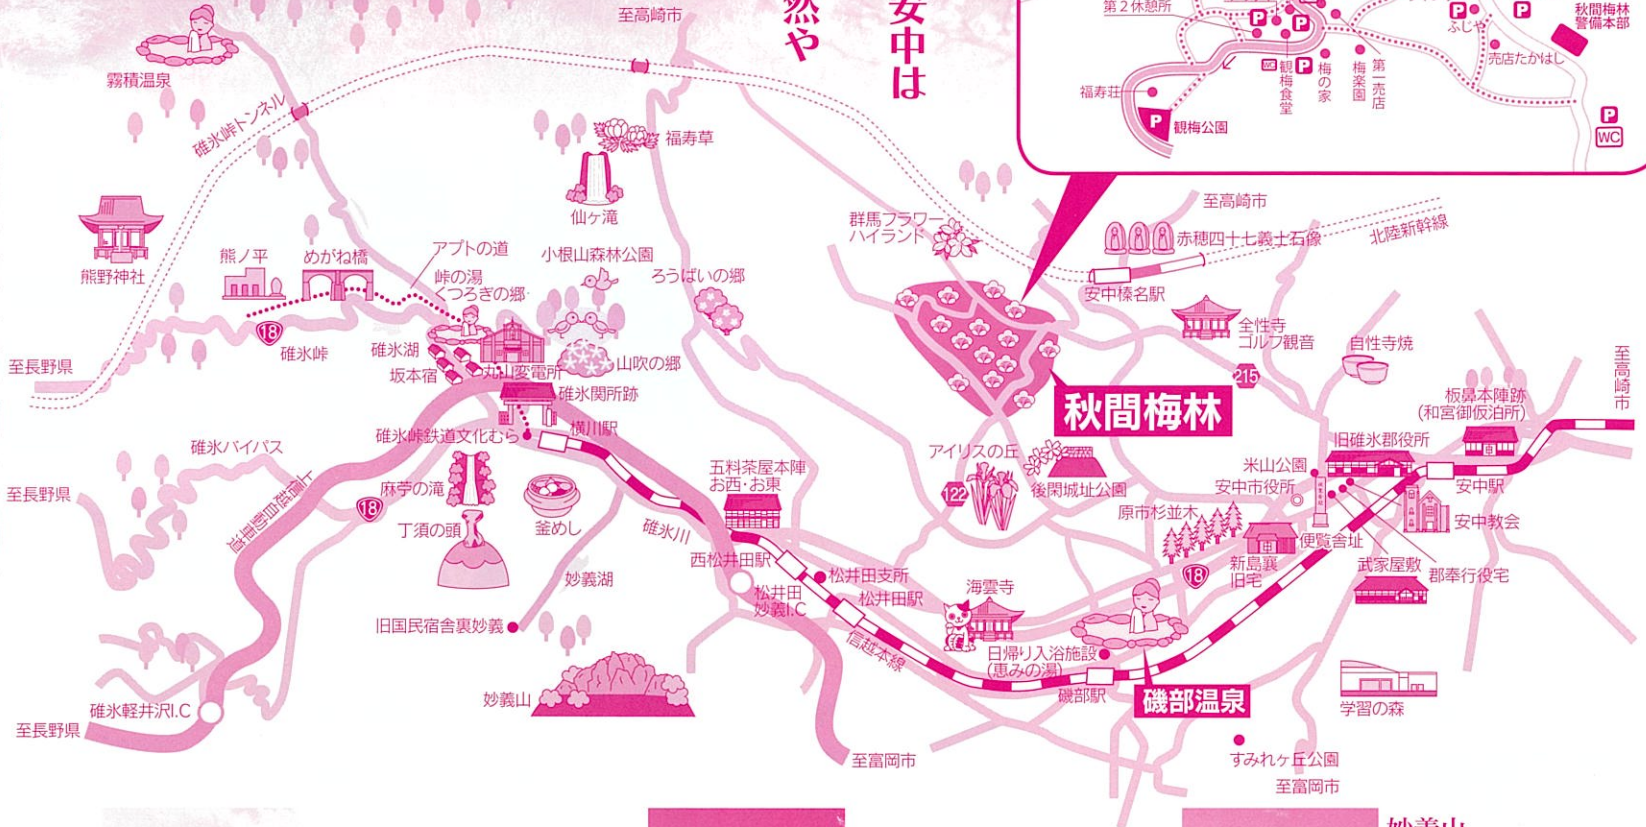 安中は
然や
至高崎市
霧積温泉
碓氷峠トンネル
福寿草
仙ヶ滝
熊野神社
熊ノ平
めがね橋
アプトの道
峠の湯
くつろぎの郷
小根山森林公園
ろうばいの郷
18
碓氷峠
碓氷湖
坂本宿
丸山変電所
山吹の郷
碓氷関所跡
至長野県
碓氷峠鉄道文化むら
横川駅
碓氷バイパス
至長野県
上信越自動車道
18
麻苧の滝
釜めし
丁須の頭
碓氷川
五料茶屋本陣
お西・お東
西松井田駅
妙義湖
松井田
妙義I.C
松井田支所
松井田駅
旧国民宿舎裏妙義
信越本線
妙義山
碓氷軽井沢I.C
至長野県
至富岡市
第2休憩所
WC
P
P
P
観梅食堂
梅の家
梅楽園
第一売店
福寿荘
P
観梅公園
P
P
ふじや
売店たかはし
秋間梅林
警備本部
P
WC
群馬フラワー
ハイランド
至高崎市
赤穂四十七義士石像
北陸新幹線
安中榛名駅
全性寺
ゴルフ観音
自性寺焼
215
秋間梅林
至高崎市
板鼻本陣跡
(和宮御仮泊所)
旧碓氷郡役所
米山公園
安中市役所
安中駅
安中教会
便覧舎址
武家屋敷
郡奉行役宅
アイリスの丘
122
後閑城址公園
原市杉並木
18
新島襄
旧宅
海雲寺
日帰り入浴施設
(恵みの湯)
磯部駅
磯部温泉
学習の森
すみれヶ丘公園
至富岡市
妙義山